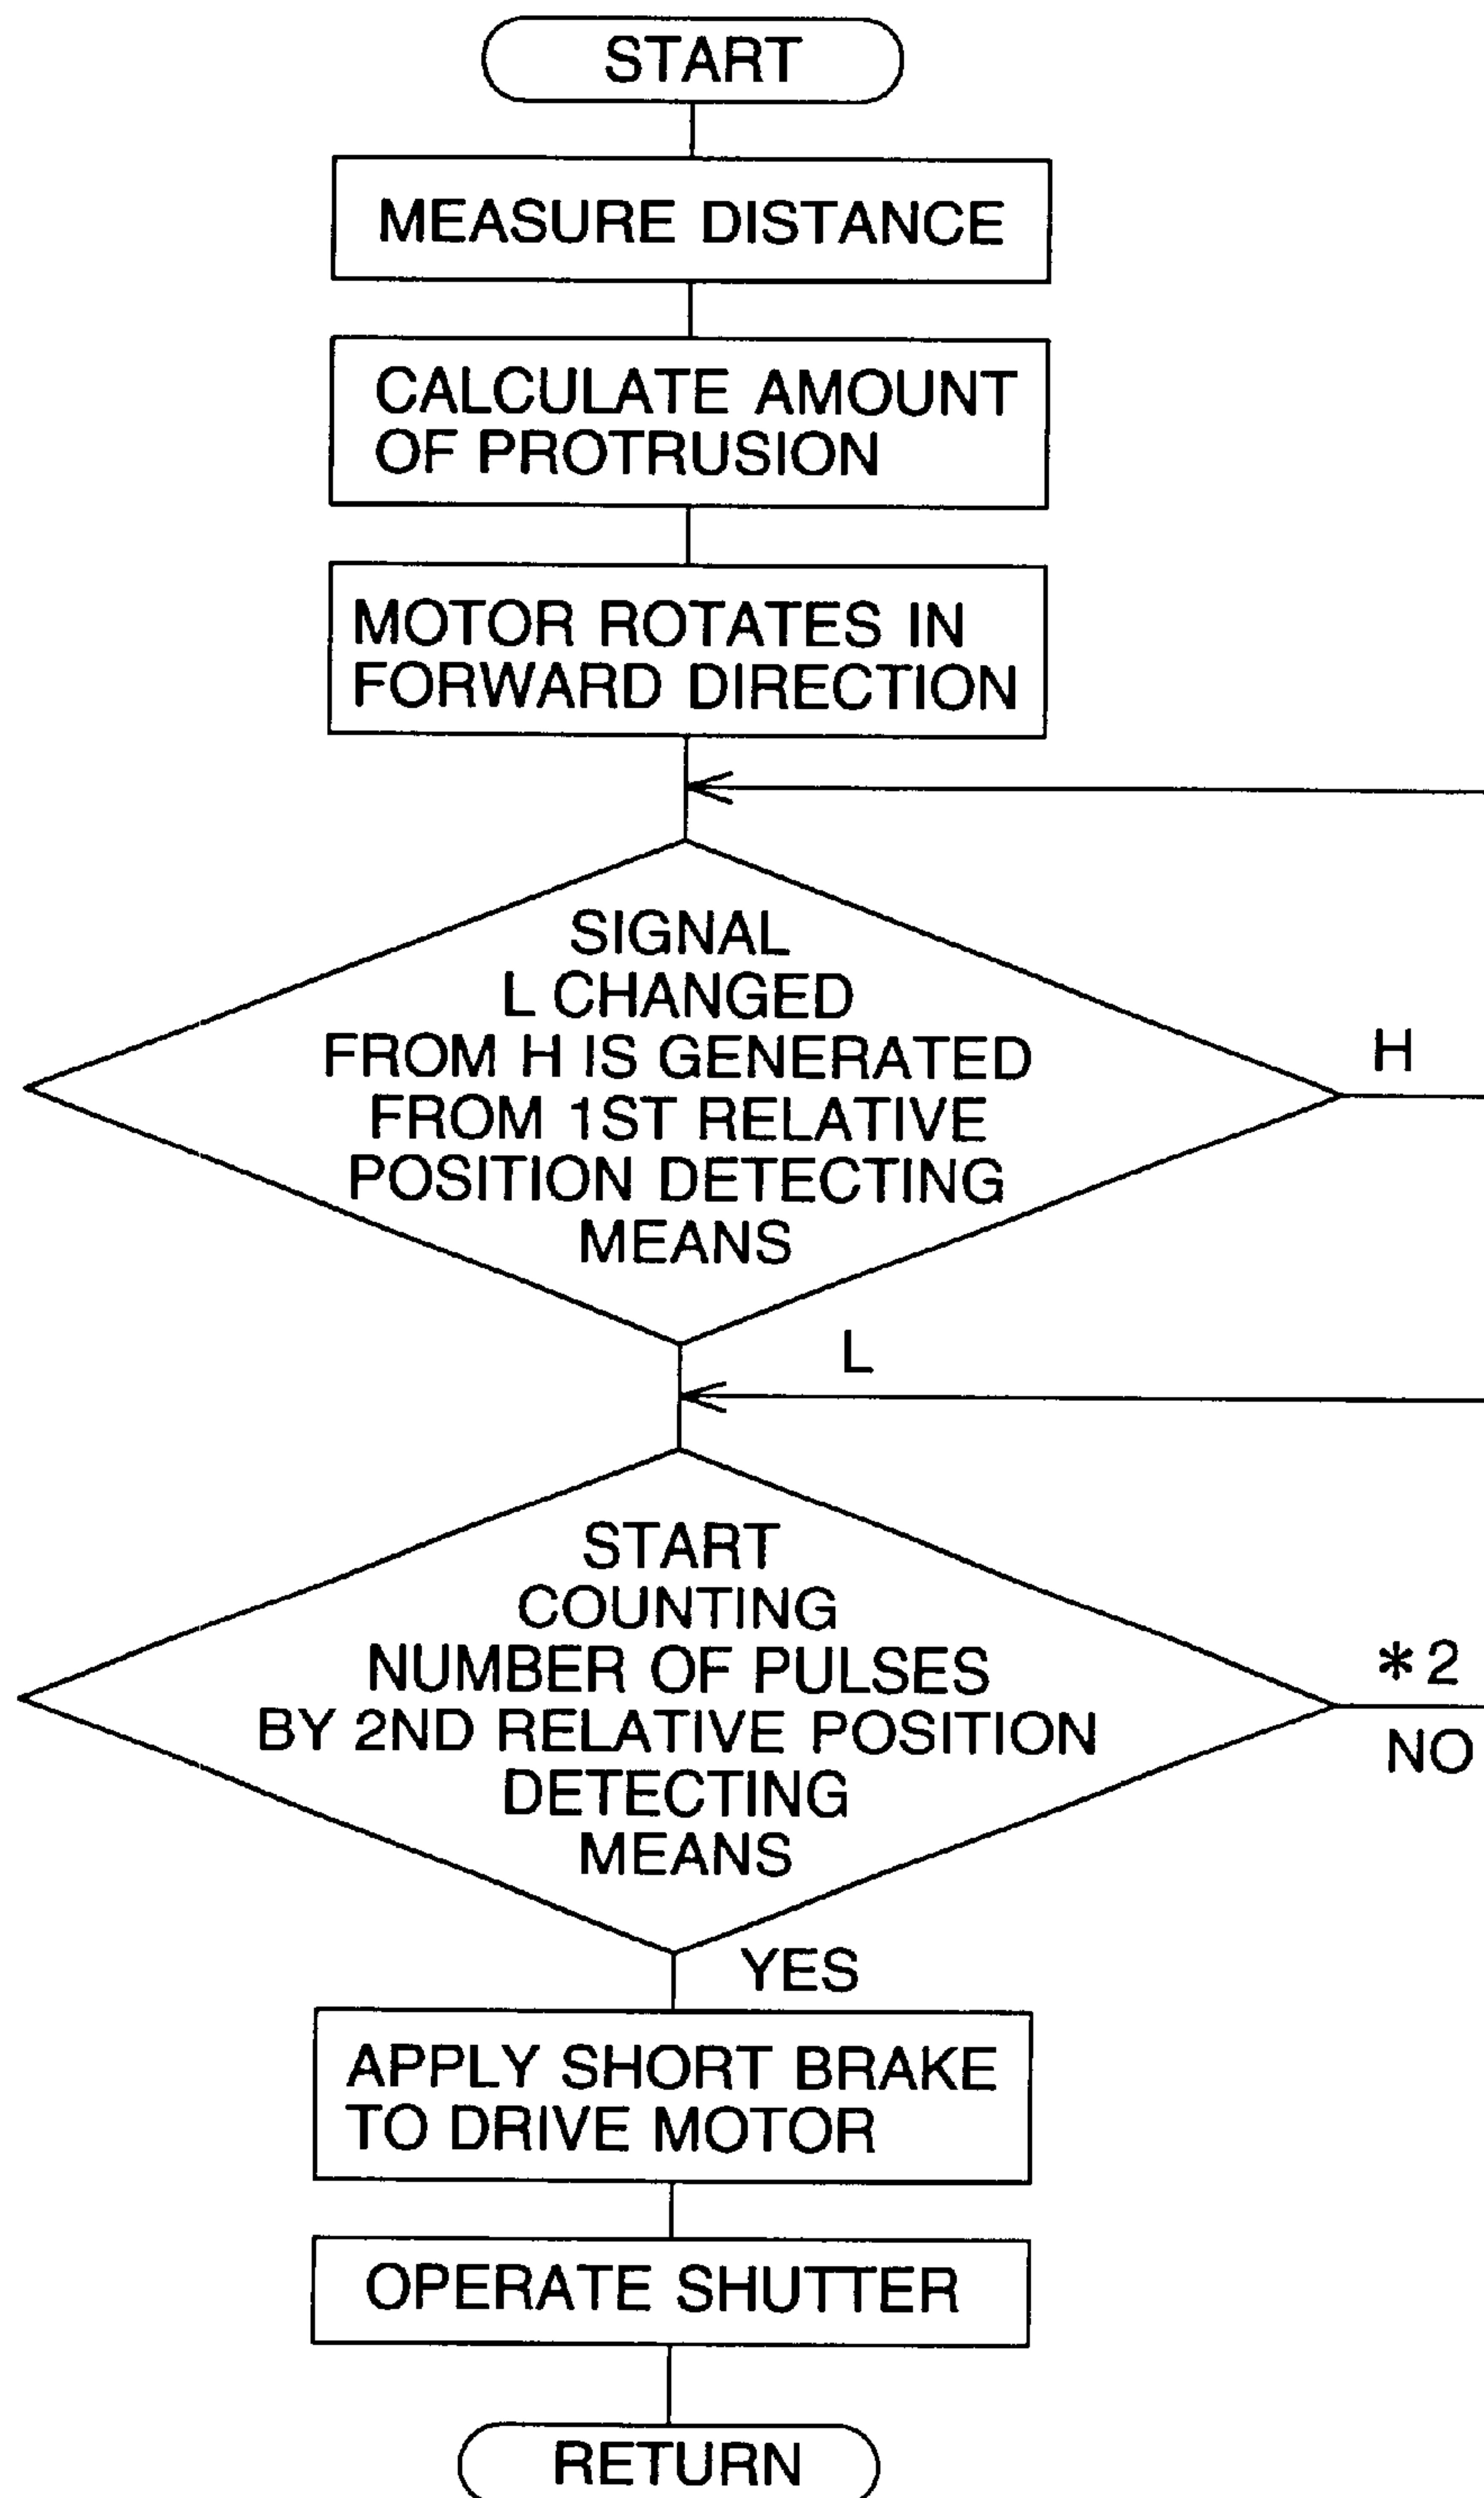 START
MEASURE DISTANCE
CALCULATE AMOUNT
OF PROTRUSION
MOTOR ROTATES IN
FORWARD DIRECTION
SIGNAL
L CHANGED
FROM H IS GENERATED
FROM 1ST RELATIVE
POSITION DETECTING
MEANS
H
L
START
COUNTING
NUMBER OF PULSES
BY 2ND RELATIVE POSITION
DETECTING
MEANS
*2
NO
YES
APPLY SHORT BRAKE
TO DRIVE MOTOR
OPERATE SHUTTER
RETURN